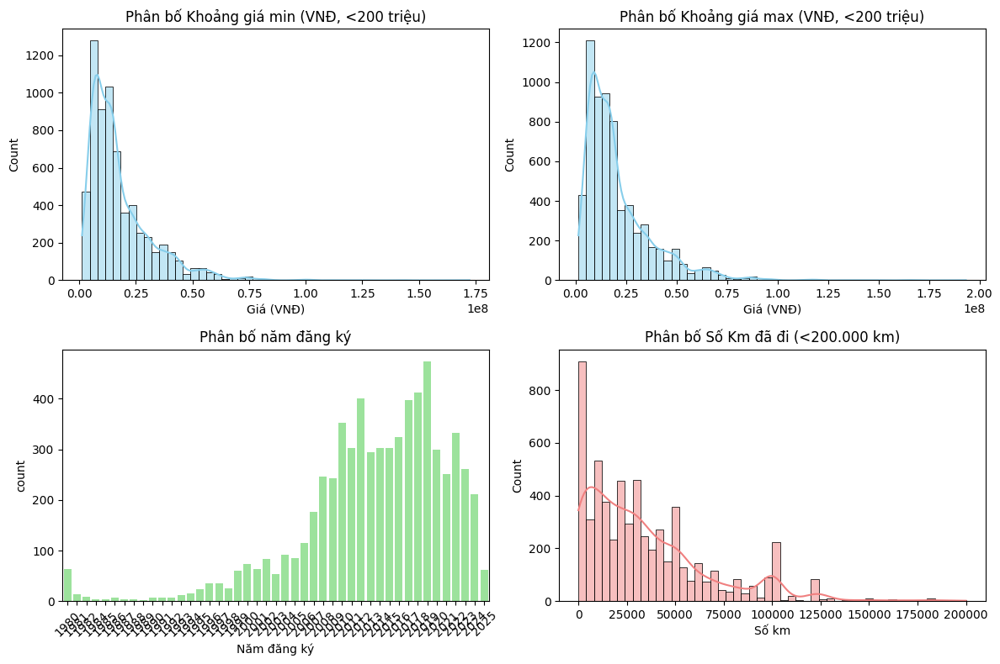 Phân bố Khoảng giá min (VNĐ, <200 triệu)
Count
1200
1000
800
600
400
200
0
0.00 0.25 0.50 0.75 1.00 1.25 1.50 1.75
1e8
Giá (VNĐ)
Phân bố Khoảng giá max (VNĐ, <200 triệu)
Count
1200
1000
800
600
400
200
0
0.00 0.25 0.50 0.75 1.00 1.25 1.50 1.75 2.00
1e8
Giá (VNĐ)
Phân bố năm đăng ký
count
400
300
200
100
0
1980 1981 1982 2025
Năm đăng ký
Phân bố Số Km đã đi (<200.000 km)
Count
800
600
400
200
0
0 25000 50000 75000 100000 125000 150000 175000 200000
Số km